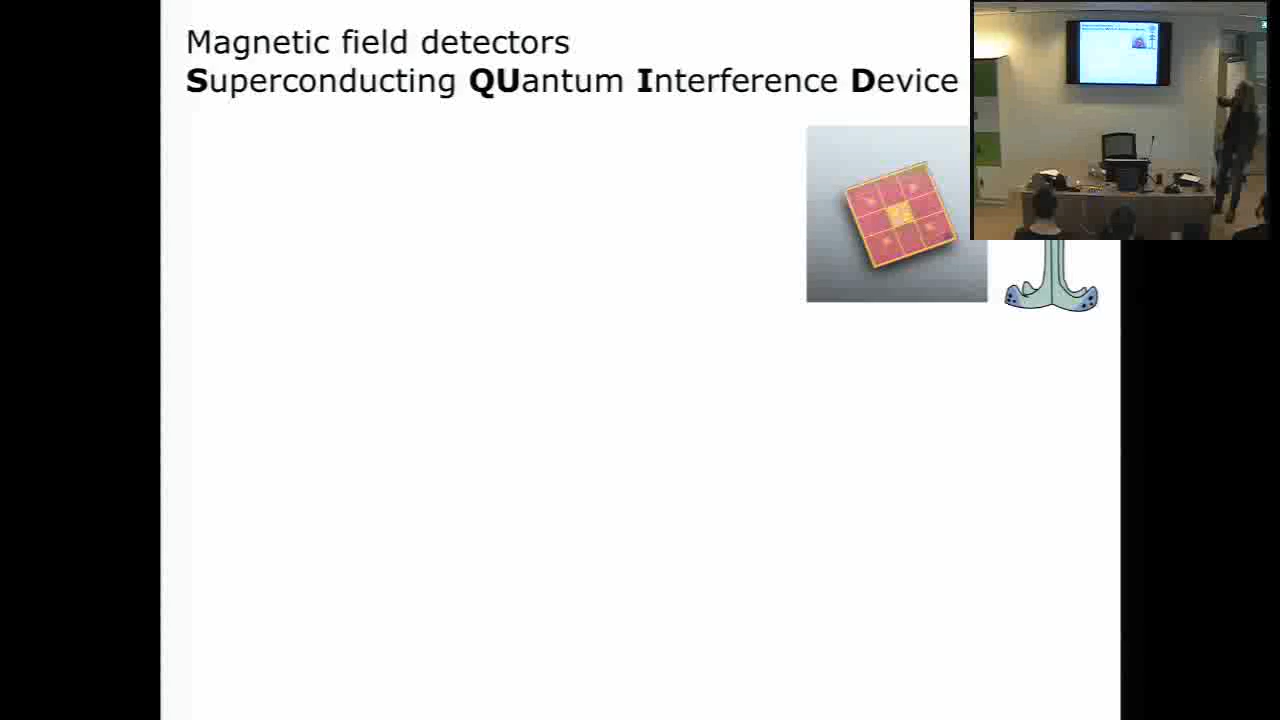 Magnetic field detectors
Superconducting QUantum Interference Device